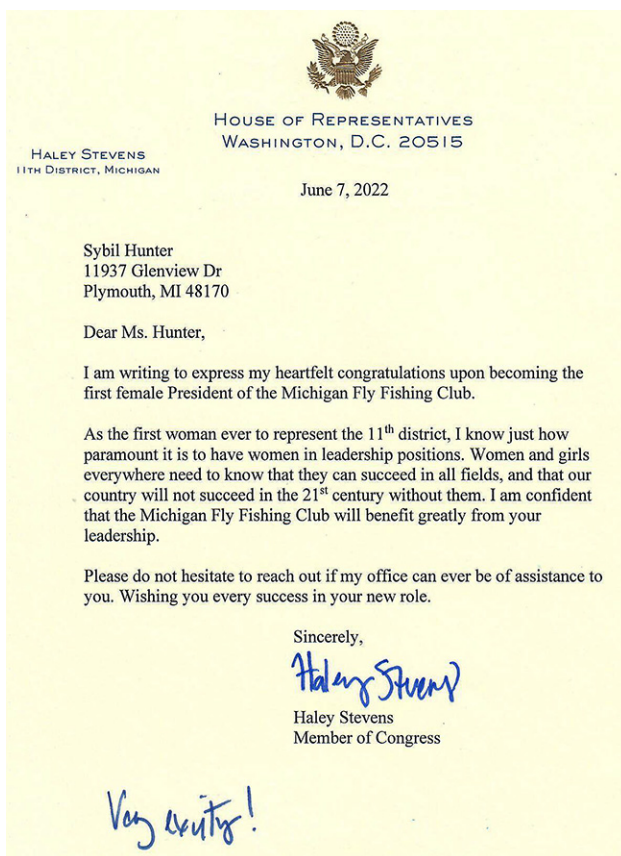 HOUSE OF REPRESENTATIVES
WASHINGTON, D.C. 20515
HALEY STEVENS
11TH DISTRICT, MICHIGAN
June 7, 2022
Sybil Hunter
11937 Glenview Dr
Plymouth, MI 48170
Dear Ms. Hunter,
I am writing to express my heartfelt congratulations upon becoming the
first female President of the Michigan Fly Fishing Club.
As the first woman ever to represent the 11th district, I know just how
paramount it is to have women in leadership positions. Women and girls
everywhere need to know that they can succeed in all fields, and that our
country will not succeed in the 21st century without them. I am confident
that the Michigan Fly Fishing Club will benefit greatly from your
leadership.
Please do not hesitate to reach out if my office can ever be of assistance to
you. Wishing you every success in your new role.
Sincerely,
Haley Stevens
Haley Stevens
Member of Congress
Very exciting!